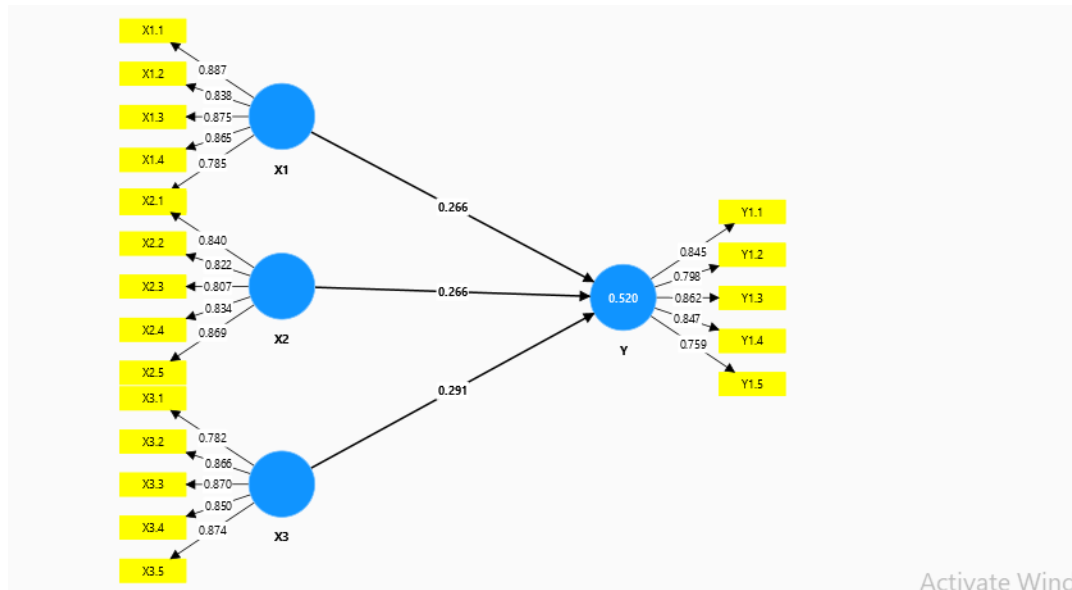 X1.1
0.887
X1.2
0.838
X1.3
0.875
X1.4
0.865
0.785
X1
X2.1
0.840
X2.2
0.822
X2.3
0.807
X2.4
0.834
0.869
X2
X2.5
X3.1
0.782
X3.2
0.866
X3.3
0.870
X3.4
0.850
0.874
X3
X3.5
0.266
0.266
0.291
0.520
Y
Y1.1
0.845
Y1.2
0.798
Y1.3
0.862
Y1.4
0.847
0.759
Y1.5
Activate Wind